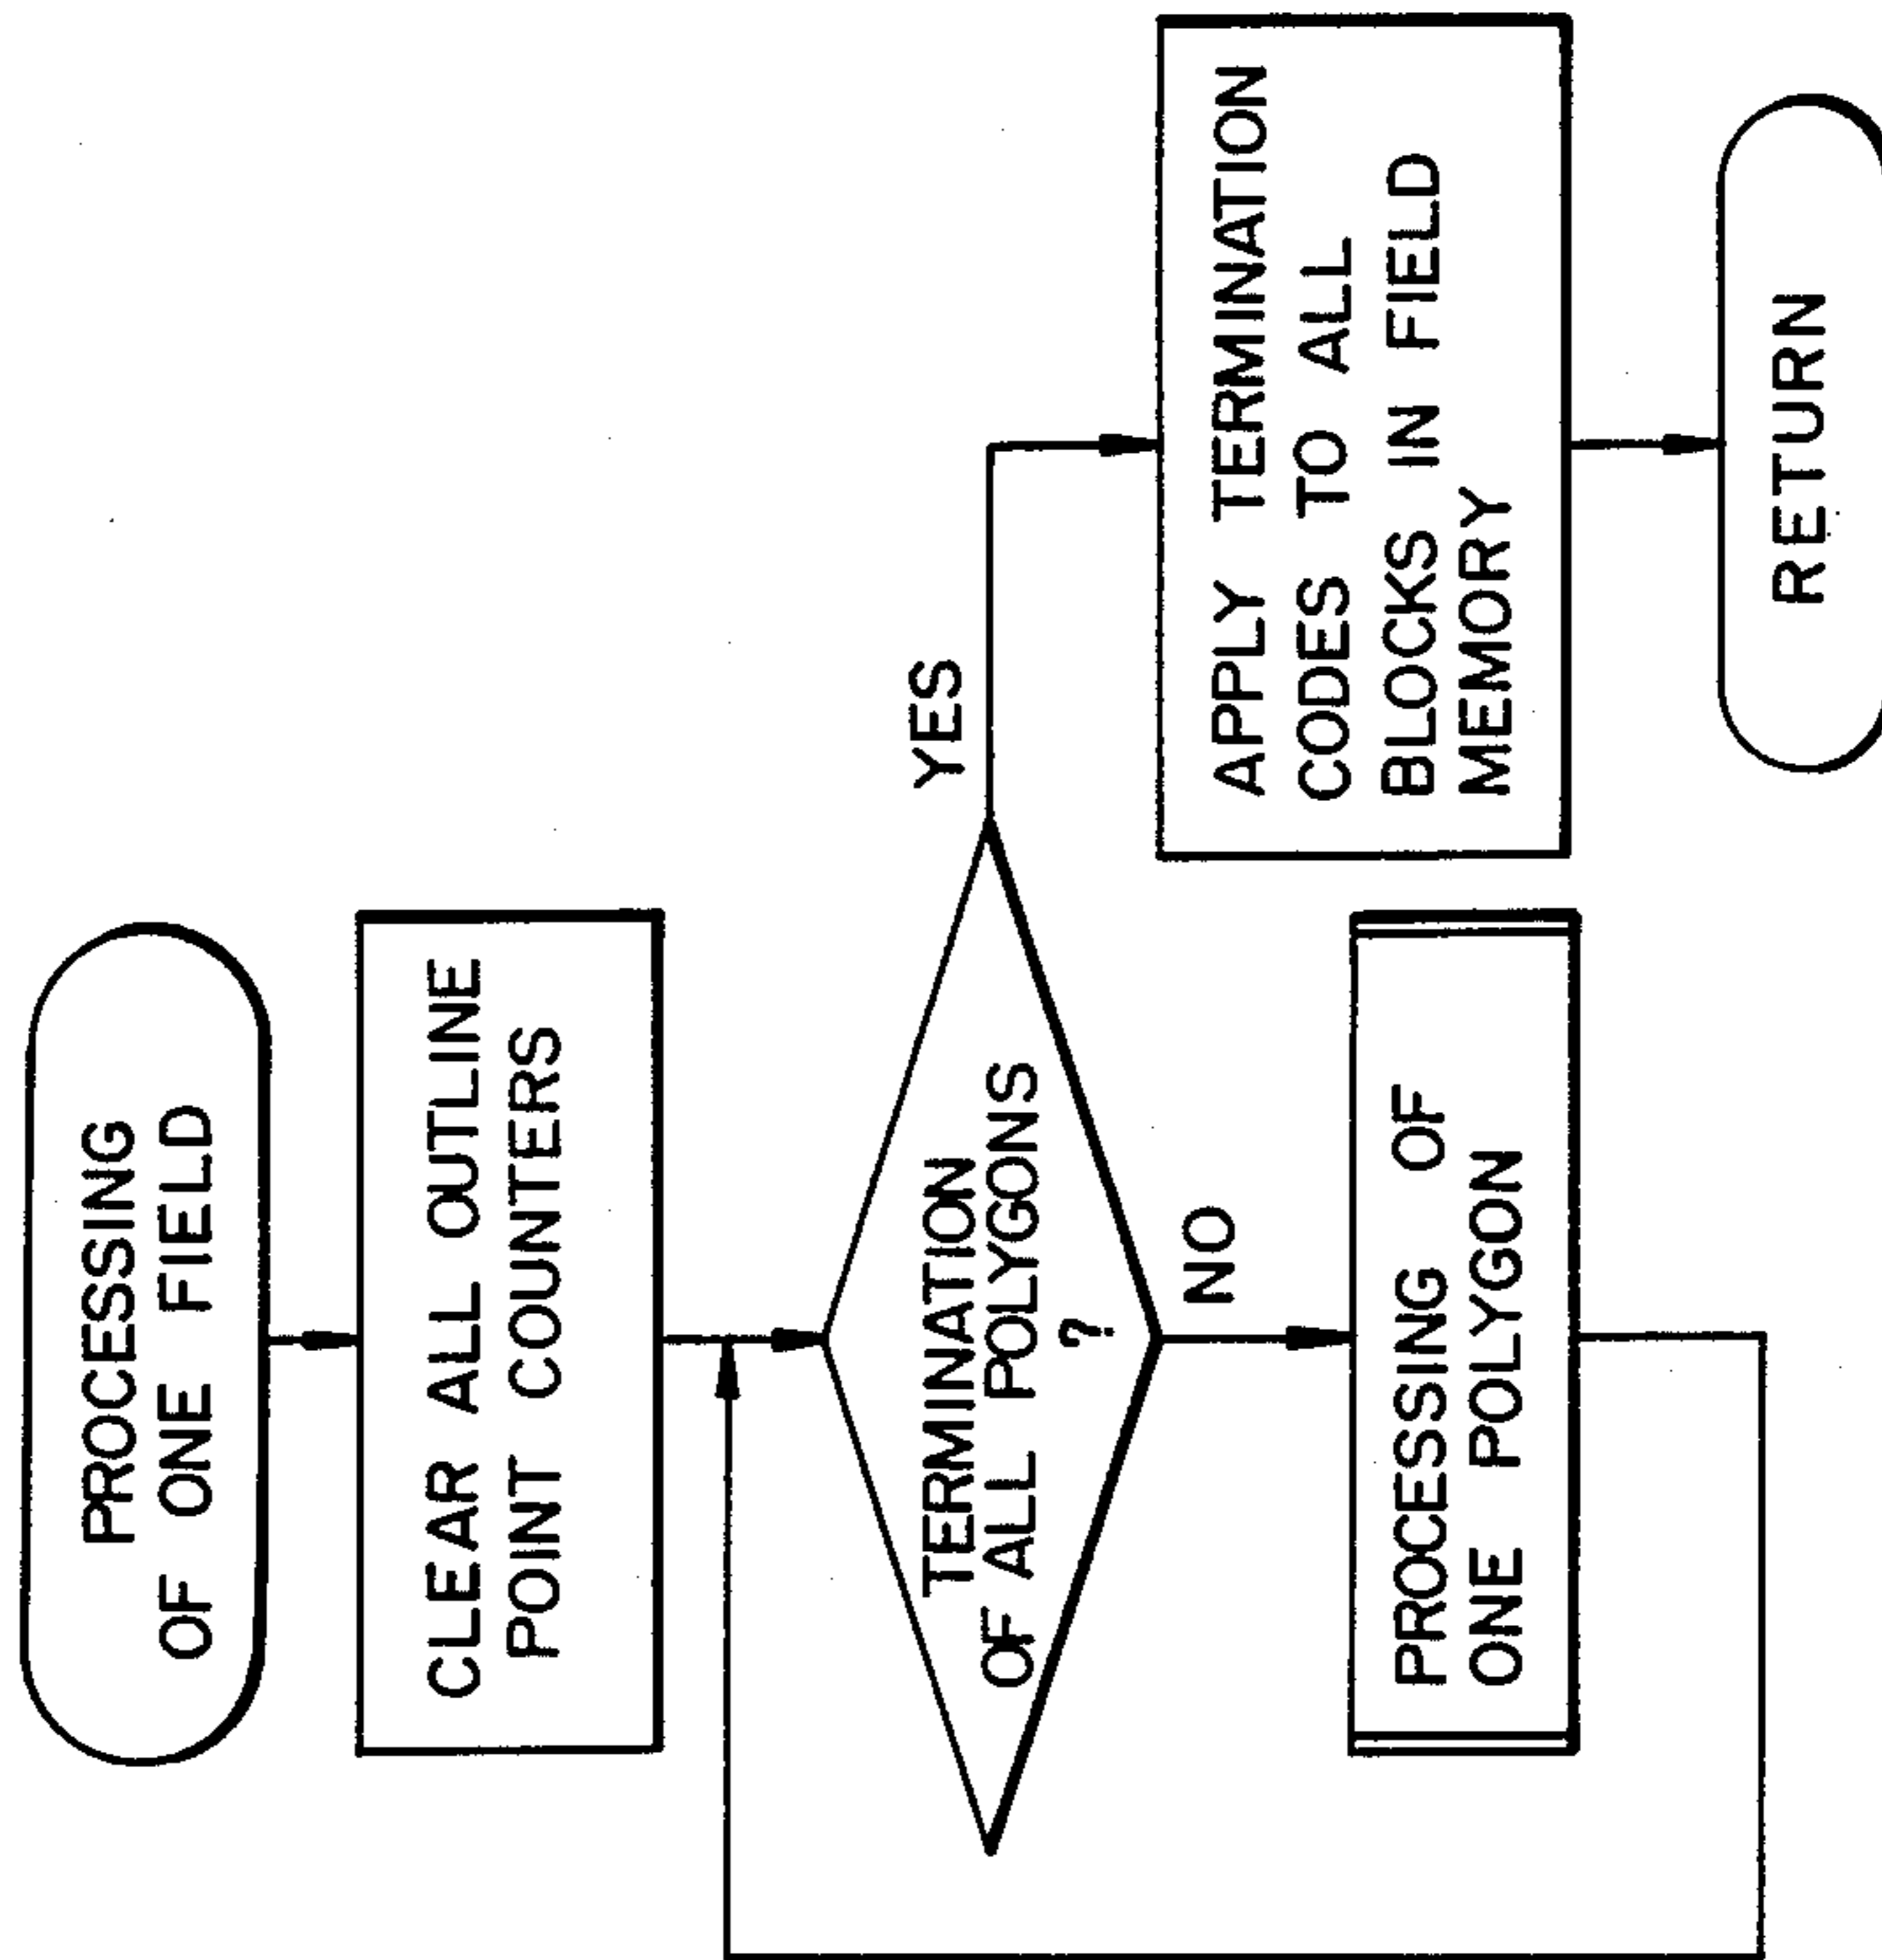 PROCESSING
OF ONE FIELD
CLEAR ALL OUTLINE
POINT COUNTERS
TERMINATION
OF ALL POLYGONS
?
YES
NO
APPLY TERMINATION
CODES TO ALL
BLOCKS IN FIELD
MEMORY
PROCESSING OF
ONE POLYGON
RETURN